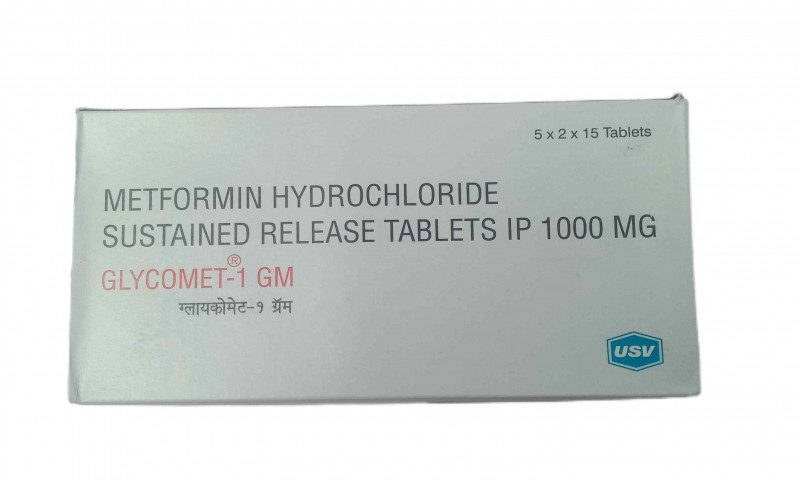 5 x 2 x 15 Tablets
METFORMIN HYDROCHLORIDE
SUSTAINED RELEASE TABLETS IP 1000 MG
GLYCOMET®-1 GM
ग्लायकोमेट-१ ग्रॅम
USV